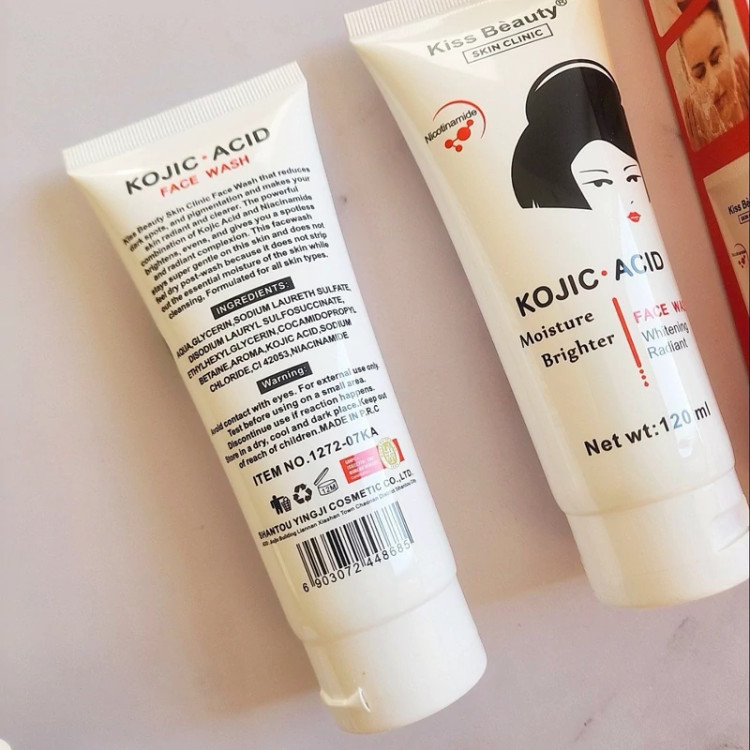 KOJIC·ACID
FACE WASH
Kiss Beauty Skin Clinic Face Wash that reduces
dark spots, and pigmentation and makes your
skin radiant and clearer. The powerful
combination of Kojic Acid and Niacinamide
brightens, evens, and gives you a spotless
and radiant complexion. This facewash
stays super gentle on this skin and does not
feel dry post-wash because it does not strip
out the essential moisture of the skin while
cleansing, Formulated for all skin types.
INGREDIENTS:
AQUA,GLYCERIN,SODIUM LAURETH SULFATE,
DISODIUM LAURYL SULFOSUCCINATE,
ETHYLHEXYLGLYCERIN,COCAMIDOPROPYL
BETAINE,AROMA,KOJIC ACID,SODIUM
CHLORIDE,CI 42053,NIACINAMIDE
Warning:
Avoid contact with eyes. For external use only.
Test before using on a small area.
Discontinue use if reaction happens.
Store in a dry, cool and dark place.Keep out
of reach of children.MADE IN P.R.C
ITEM NO.1272-07KA
12M
SHANTOU YINGJI COSMETIC CO.,LTD.
6 903072 448685
Kiss Beauty®
SKIN CLINIC
Nicotinamide
KOJIC·ACID
Moisture
Brighter
FACE WA
Whitening
Radiant
Net wt:120 ml
Kiss Be